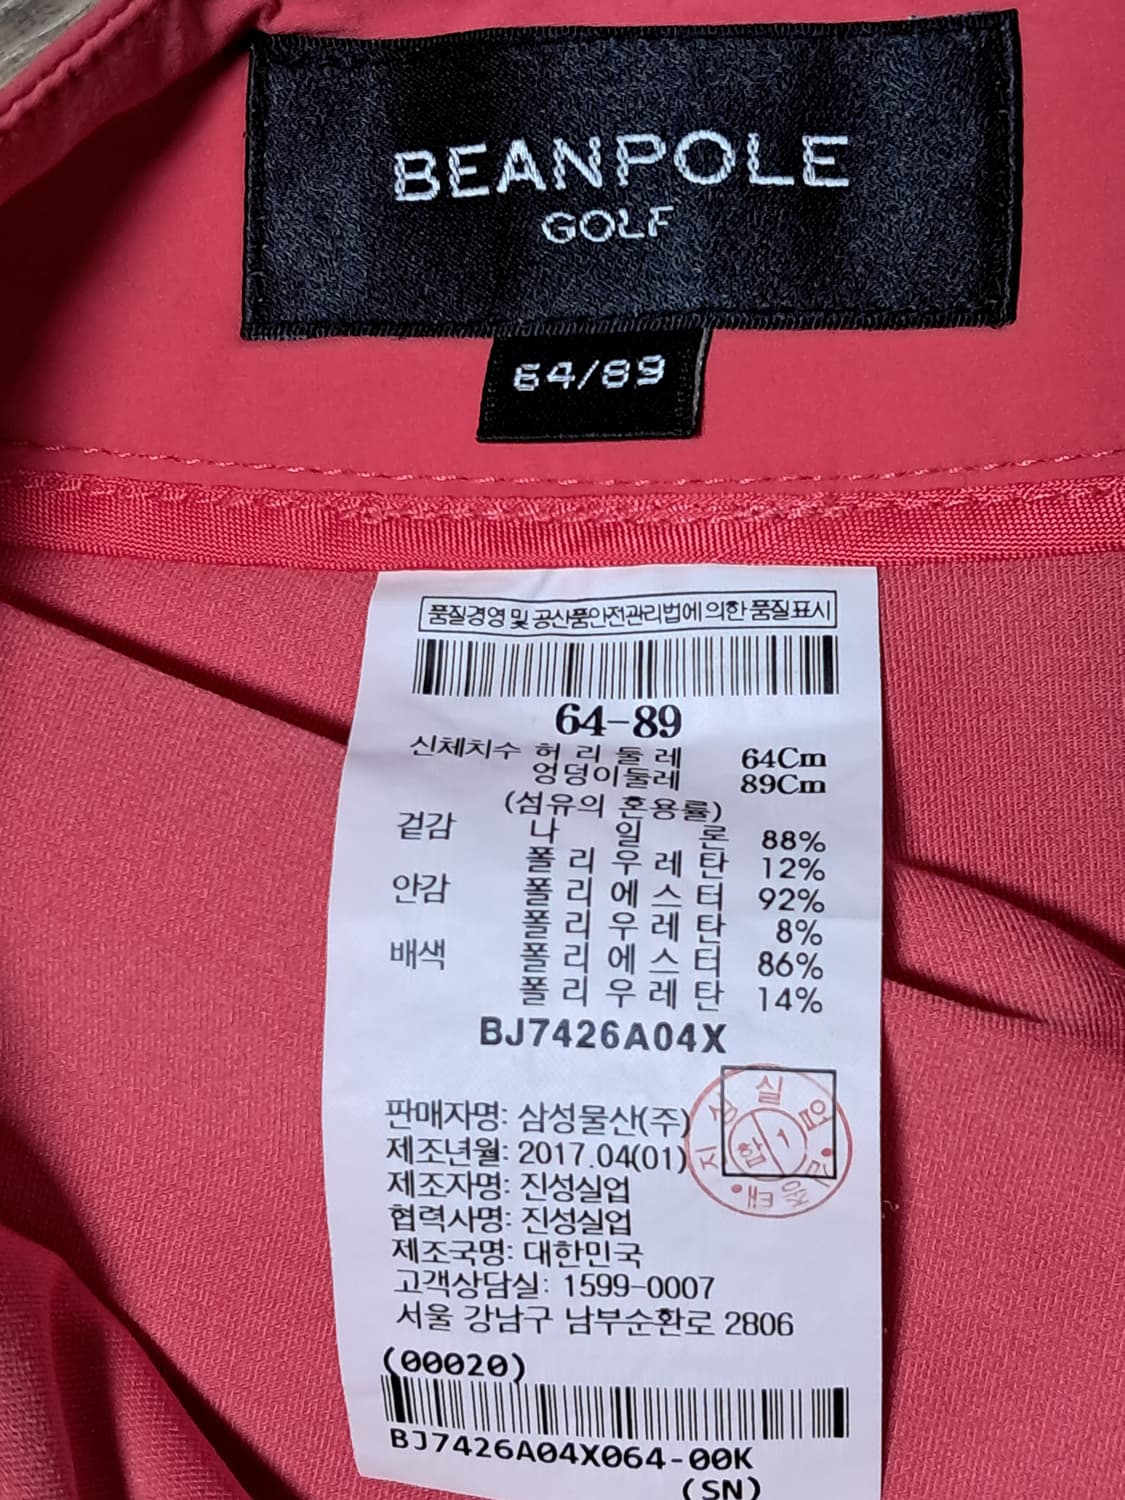 BEANPOLE
GOLF
64/89
품질경영 및 공산품안전관리법에 의한 품질표시
64-89
신체치수 허리둘레 64Cm
엉덩이둘레 89Cm
(섬유의 혼용률)
겉감 나일론 88%
폴리우레탄 12%
안감 폴리에스터 92%
폴리우레탄 8%
배색 폴리에스터 86%
폴리우레탄 14%
BJ7426A04X
판매자명: 삼성물산(주)
제조년월: 2017.04(01)
제조자명: 진성실업
협력사명: 진성실업
제조국명: 대한민국
고객상담실: 1599-0007
서울 강남구 남부순환로 2806
(00020)
BJ7426A04X064-00K
(SN)